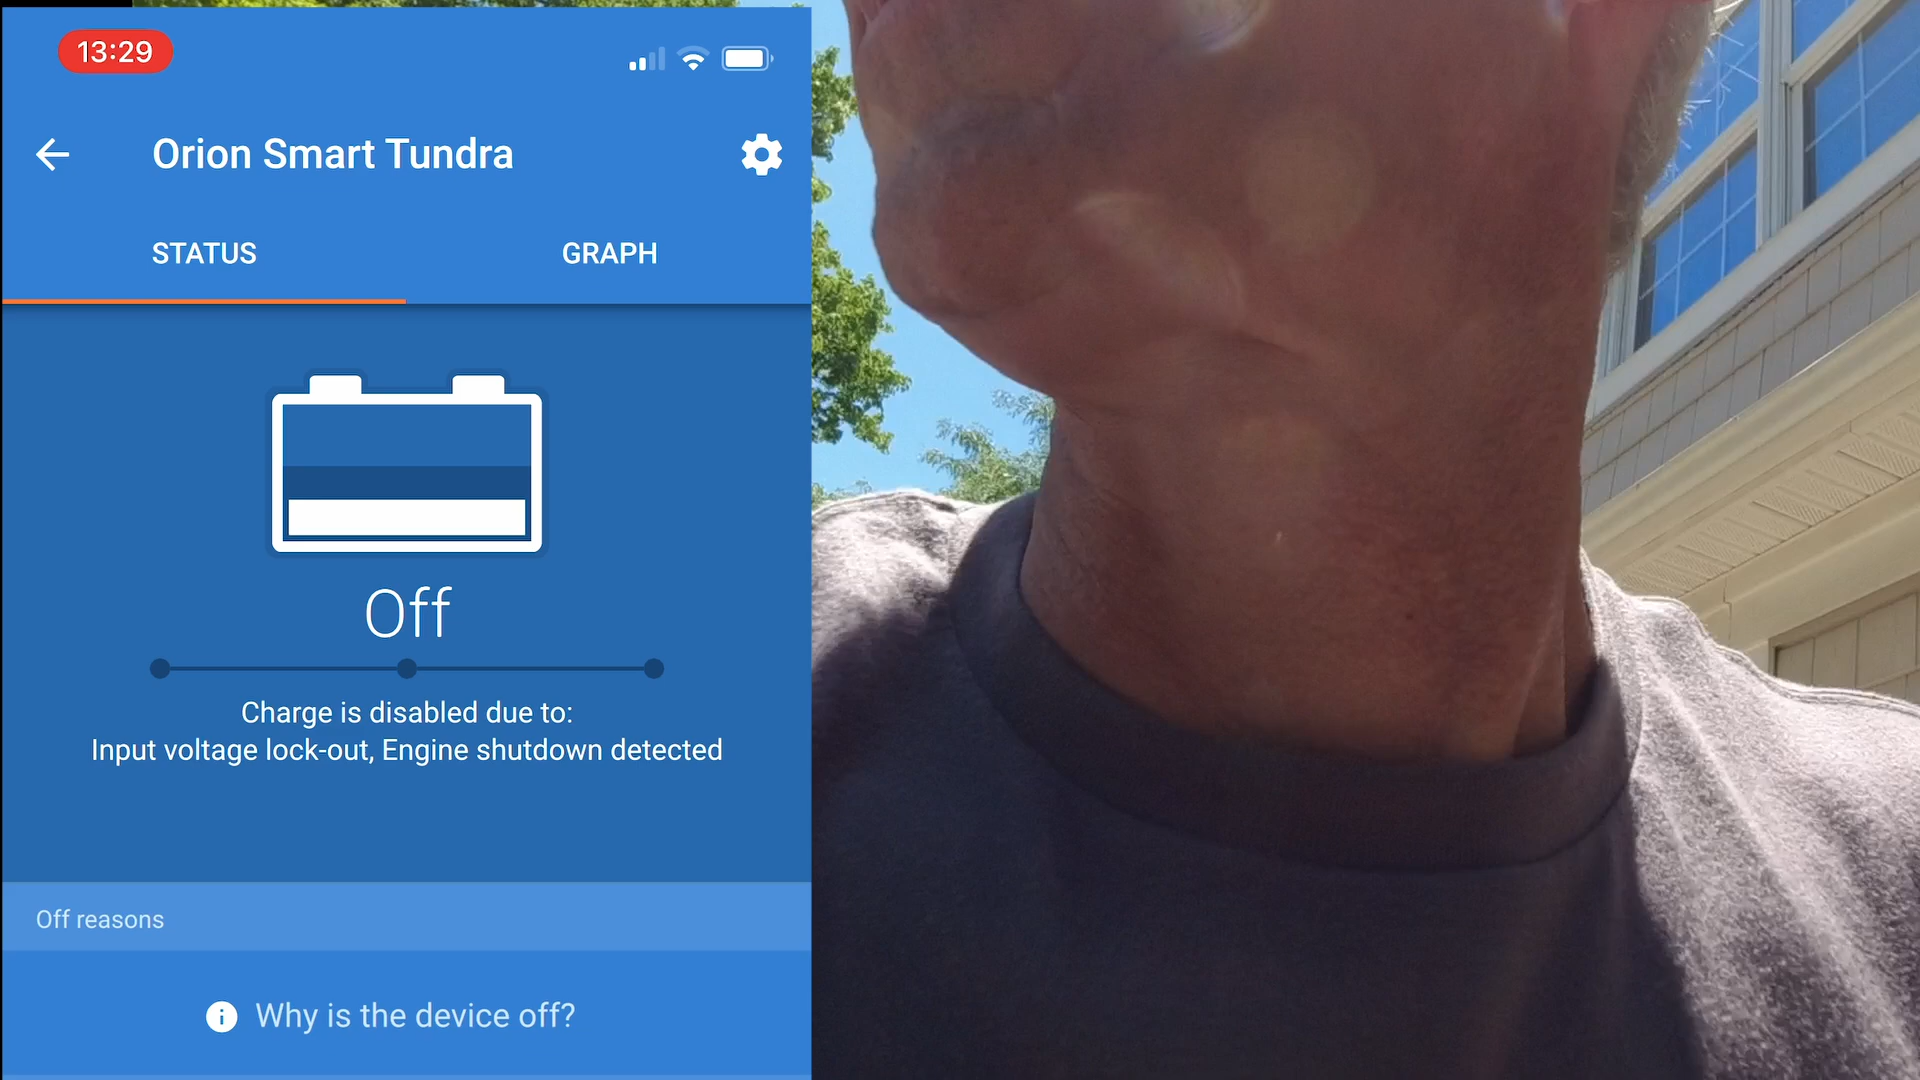 13:29
Orion Smart Tundra
STATUS
GRAPH
Off
Charge is disabled due to:
Input voltage lock-out, Engine shutdown detected
Off reasons
Why is the device off?